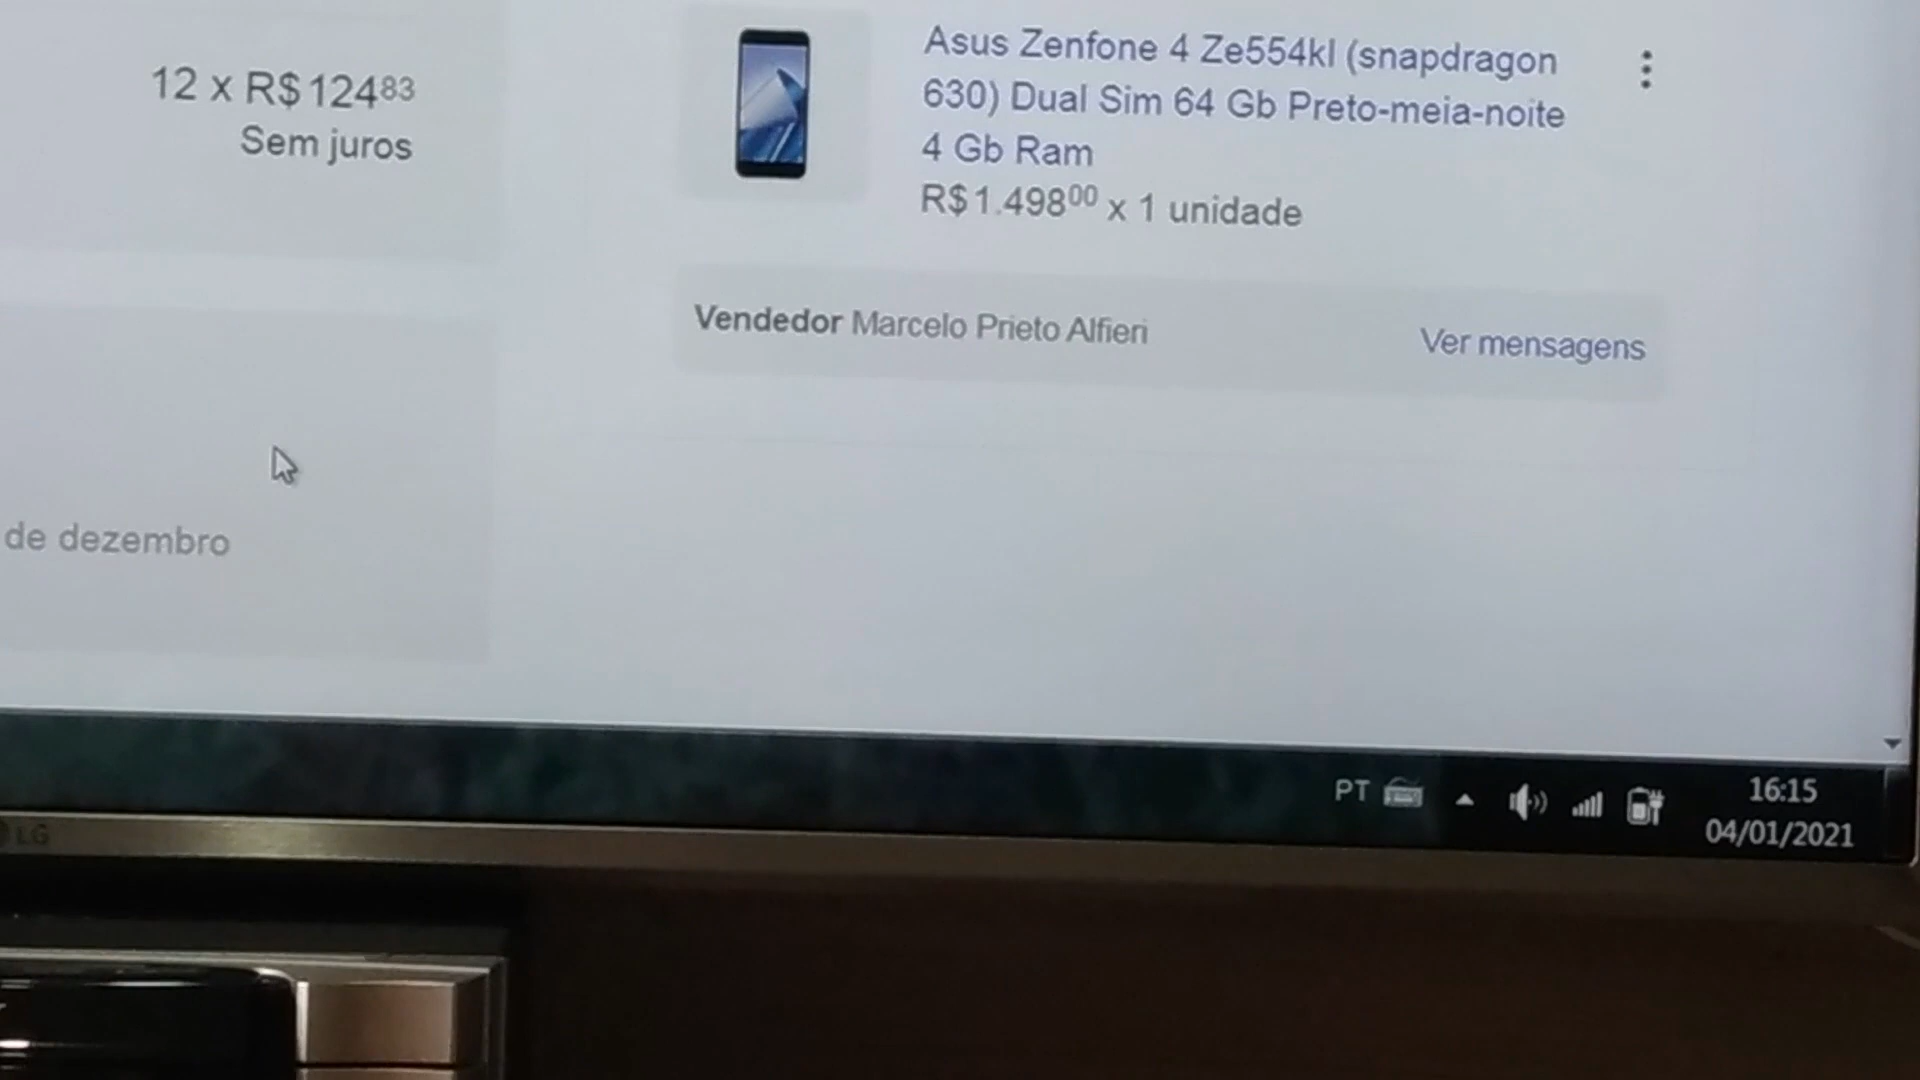 12 x R$ 124 83
Sem juros
Asus Zenfone 4 Ze554kl (snapdragon
630) Dual Sim 64 Gb Preto-meia-noite
4 Gb Ram
R$ 1.498 00 x 1 unidade
Vendedor Marcelo Prieto Alfieri
Ver mensagens
de dezembro
PT
16:15
04/01/2021
LG